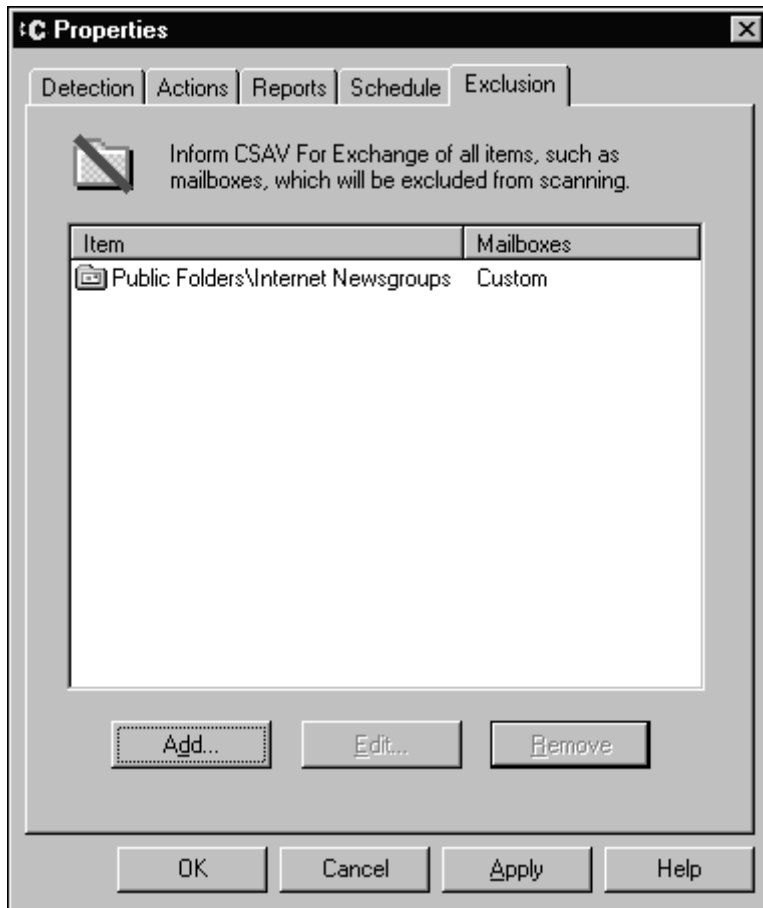 C Properties
Detection Actions Reports Schedule Exclusion
Inform CSAV For Exchange of all items, such as
mailboxes, which will be excluded from scanning.
Item Mailboxes
Public Folders\Internet Newsgroups Custom
Add... Edit... Remove
OK Cancel Apply Help